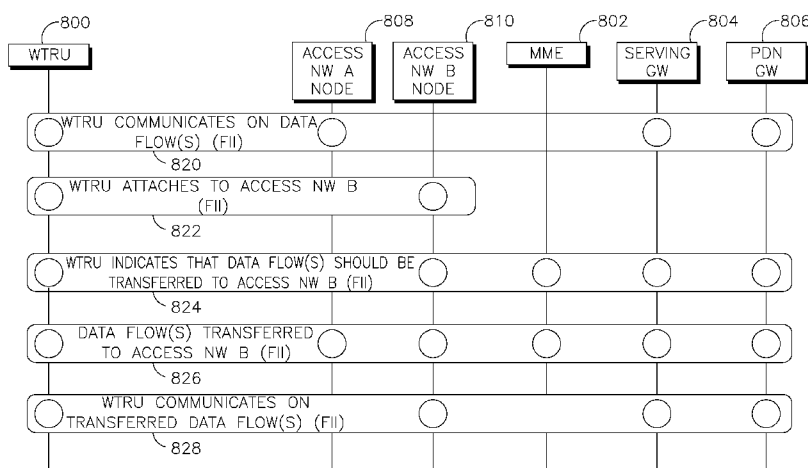 800
808
810
802
804
806
WTRU
ACCESS
NW A
NODE
ACCESS
NW B
NODE
MME
SERVING
GW
PDN
GW
WTRU COMMUNICATES ON DATA
FLOW(S) (FII)
820
WTRU ATTACHES TO ACCESS NW B
(FII)
822
WTRU INDICATES THAT DATA FLOW(S) SHOULD BE
TRANSFERRED TO ACCESS NW B (FII)
824
DATA FLOW(S) TRANSFERRED
TO ACCESS NW B (FII)
826
WTRU COMMUNICATES ON
TRANSFERRED DATA FLOW(S) (FII)
828